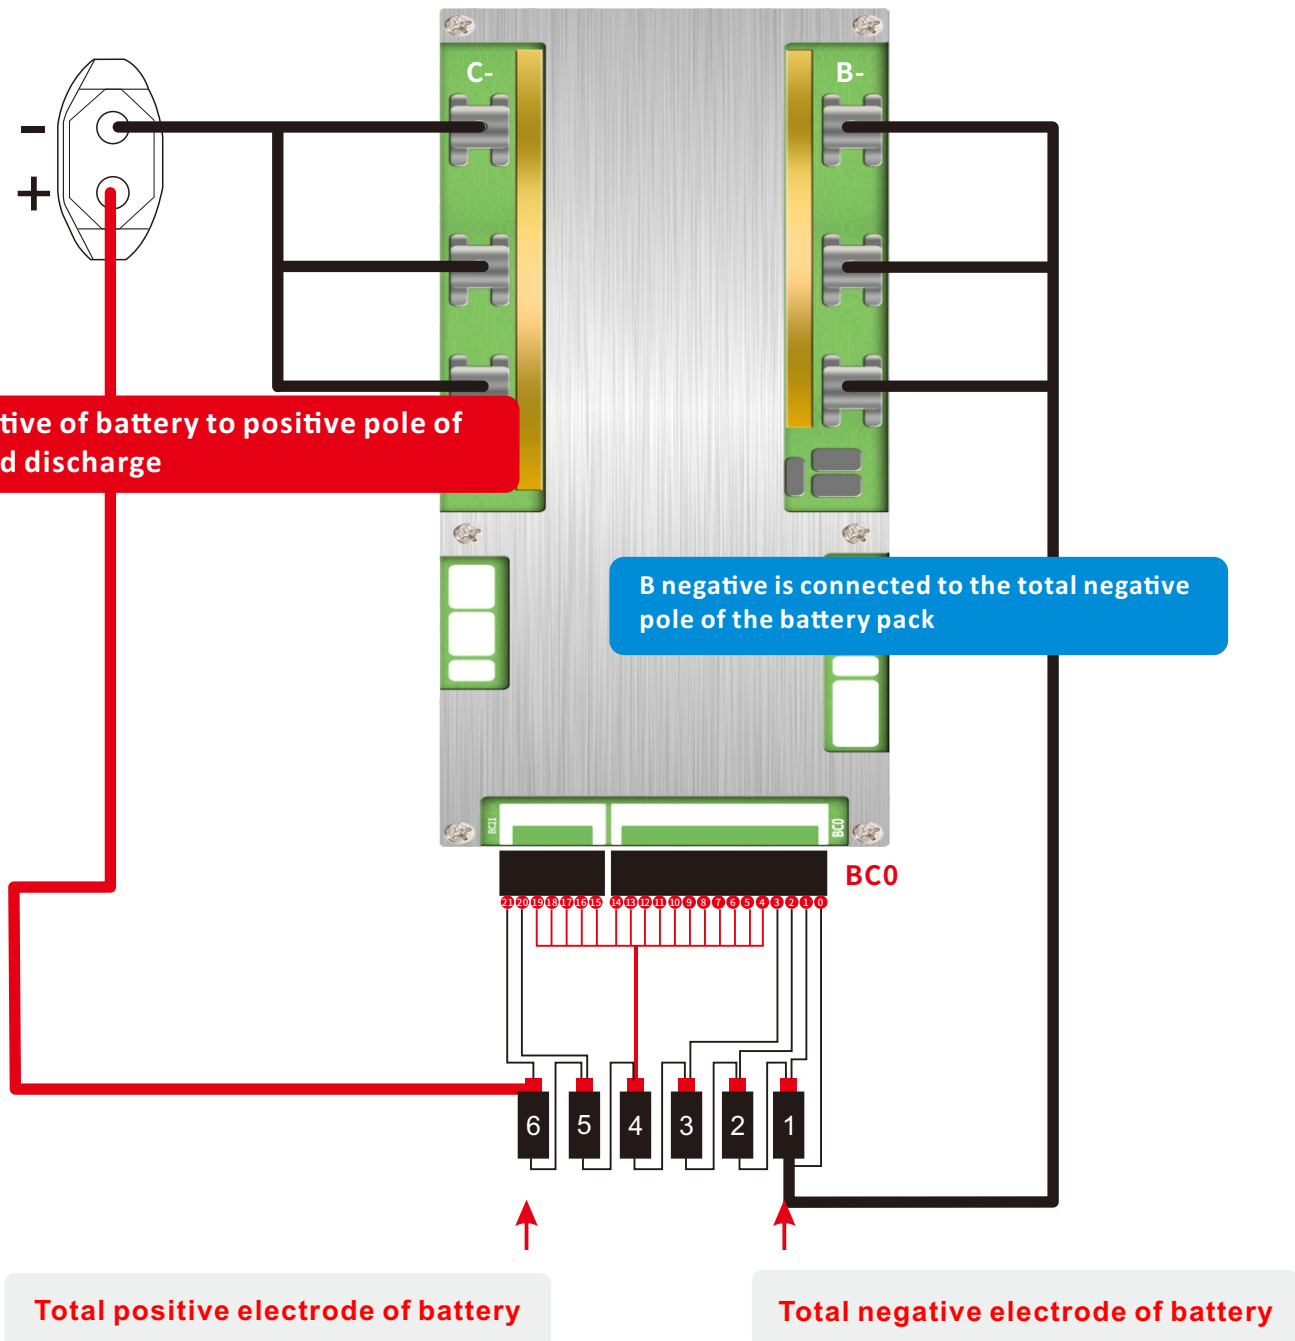 C-
B-
-
+
tive of battery to positive pole of
d discharge
B negative is connected to the total negative
pole of the battery pack
BC21
BC0
BC0
21 20 19 18 17 16 15 14 13 12 11 10 9 8 7 6 5 4 3 2 1 0
6 5 4 3 2 1
Total positive electrode of battery
Total negative electrode of battery